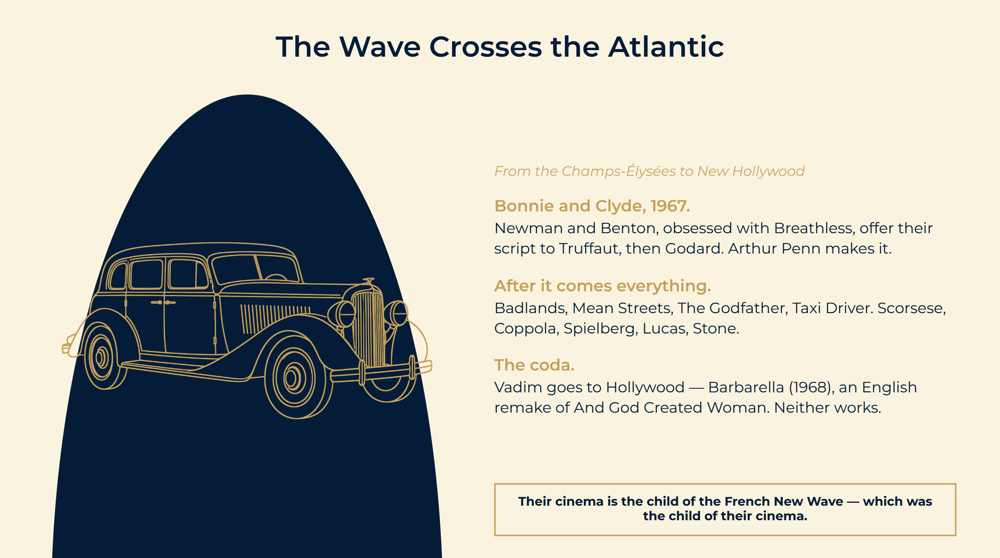 The Wave Crosses the Atlantic
From the Champs-Élysées to New Hollywood
Bonnie and Clyde, 1967.
Newman and Benton, obsessed with Breathless, offer their
script to Truffaut, then Godard. Arthur Penn makes it.
After it comes everything.
Badlands, Mean Streets, The Godfather, Taxi Driver. Scorsese,
Coppola, Spielberg, Lucas, Stone.
The coda.
Vadim goes to Hollywood — Barbarella (1968), an English
remake of And God Created Woman. Neither works.
Their cinema is the child of the French New Wave — which was
the child of their cinema.